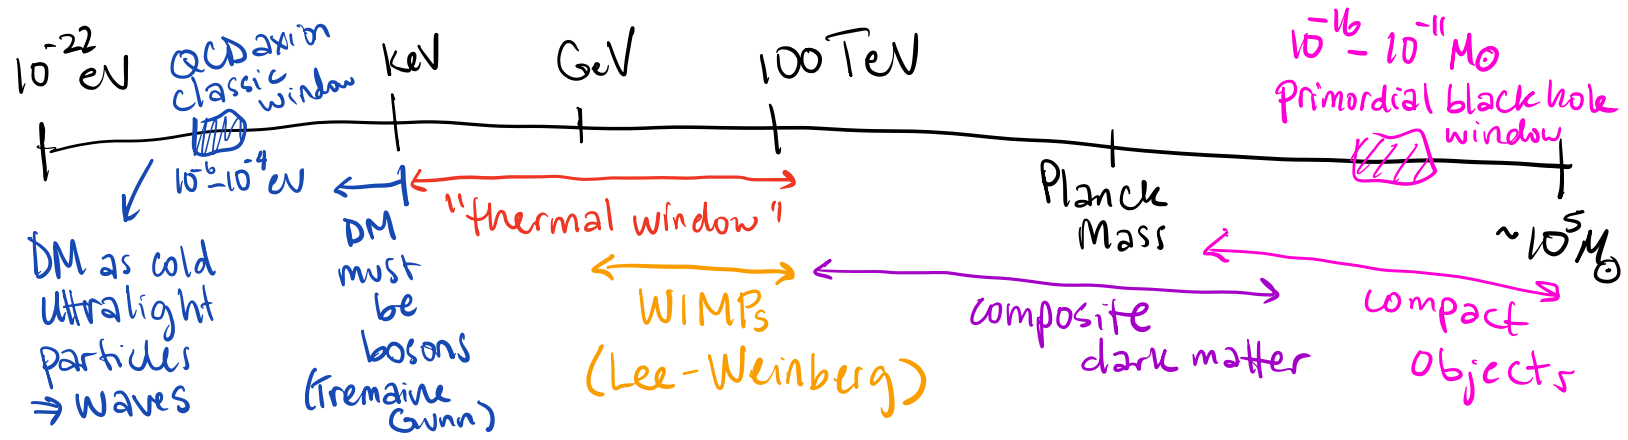 10^-22 eV
QCD axion
classic
window
keV
GeV
100 TeV
10^-16 - 10^-11 M☉
primordial black hole
window
10^-6 - 10^-4 eV
"thermal window"
Planck
Mass
~10^5 M☉
DM as cold
ultralight
particles
⇒ waves
DM
must
be
bosons
(Tremaine
Gunn)
WIMPs
(Lee-Weinberg)
composite
dark matter
compact
objects